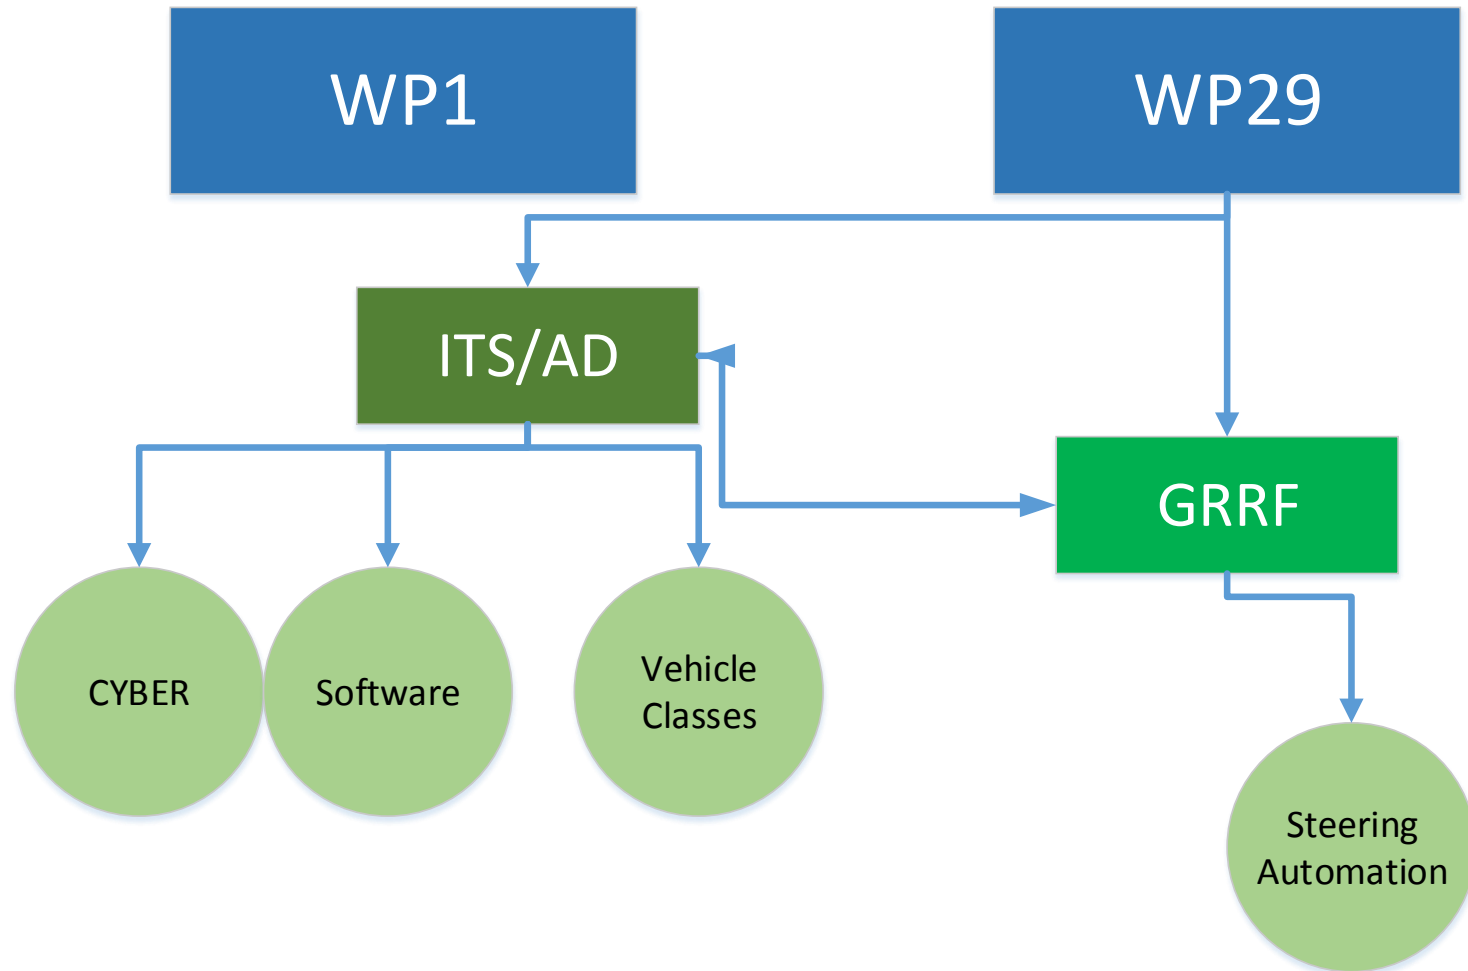 WP1
WP29
ITS/AD
GRRF
CYBER
Software
Vehicle
Classes
Steering
Automation